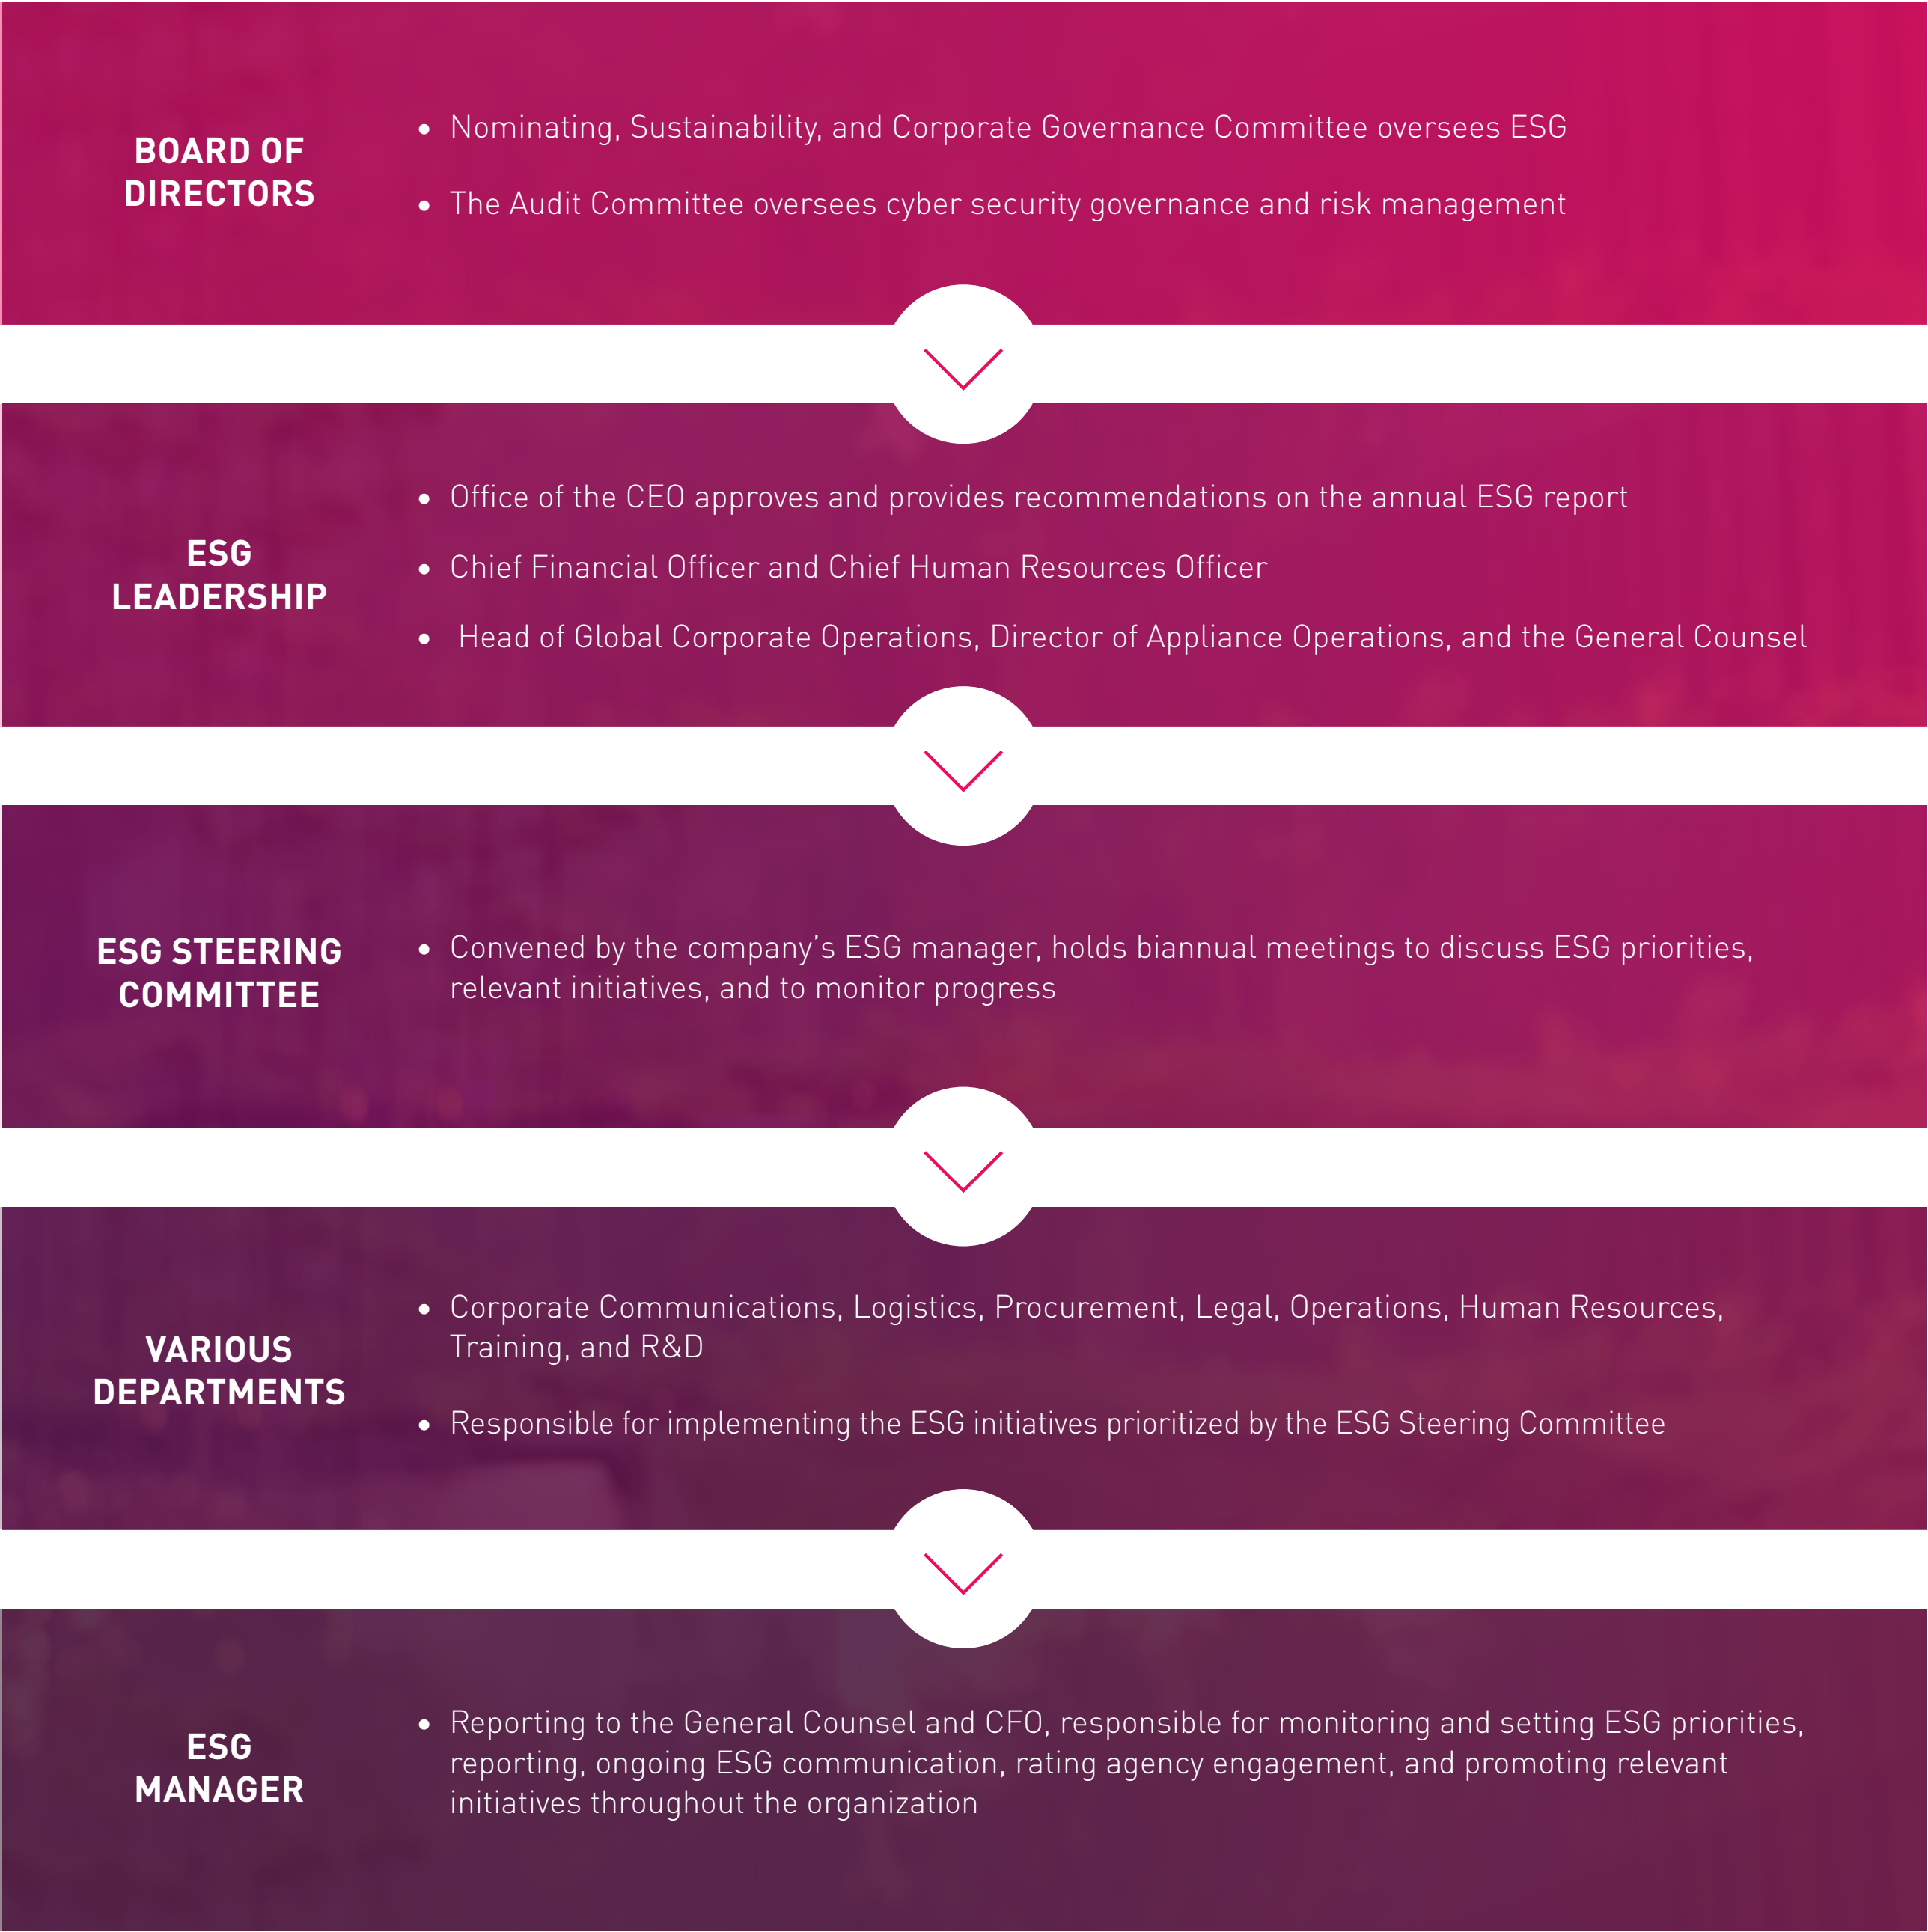 BOARD OF
DIRECTORS
• Nominating, Sustainability, and Corporate Governance Committee oversees ESG
• The Audit Committee oversees cyber security governance and risk management
ESG
LEADERSHIP
• Office of the CEO approves and provides recommendations on the annual ESG report
• Chief Financial Officer and Chief Human Resources Officer
• Head of Global Corporate Operations, Director of Appliance Operations, and the General Counsel
ESG STEERING
COMMITTEE
• Convened by the company’s ESG manager, holds biannual meetings to discuss ESG priorities,
relevant initiatives, and to monitor progress
VARIOUS
DEPARTMENTS
• Corporate Communications, Logistics, Procurement, Legal, Operations, Human Resources,
Training, and R&D
• Responsible for implementing the ESG initiatives prioritized by the ESG Steering Committee
ESG
MANAGER
• Reporting to the General Counsel and CFO, responsible for monitoring and setting ESG priorities,
reporting, ongoing ESG communication, rating agency engagement, and promoting relevant
initiatives throughout the organization